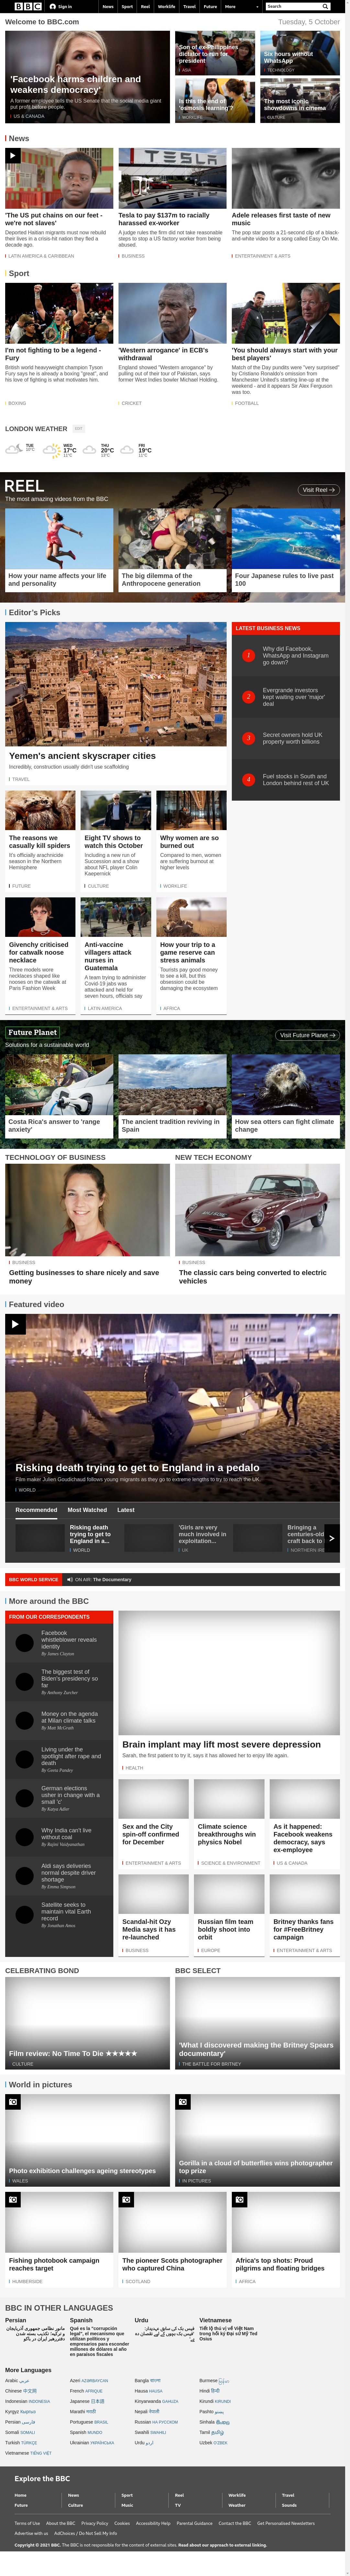 BBC
Sign in
News
Sport
Reel
Worklife
Travel
Future
More
Search
Welcome to BBC.com
Tuesday, 5 October
'Facebook harms children and
weakens democracy'
A former employee tells the US Senate that the social media giant
put profit before people.
US & CANADA
Son of ex-Philippines
dictator to run for
president
ASIA
Six hours without
WhatsApp
TECHNOLOGY
Is this the end of
'osmosis learning'?
WORKLIFE
The most iconic
showdowns in cinema
CULTURE
News
'The US put chains on our feet -
we're not slaves'
Deported Haitian migrants must now rebuild
their lives in a crisis-hit nation they fled a
decade ago.
LATIN AMERICA & CARIBBEAN
TESLA
Tesla to pay $137m to racially
harassed ex-worker
A judge rules the firm did not take reasonable
steps to stop a US factory worker from being
abused.
BUSINESS
Adele releases first taste of new
music
The pop star posts a 21-second clip of a black-
and-white video for a song called Easy On Me.
ENTERTAINMENT & ARTS
Sport
I'm not fighting to be a legend -
Fury
British world heavyweight champion Tyson
Fury says he is already a boxing "great", and
his love of fighting is what motivates him.
BOXING
'Western arrogance' in ECB's
withdrawal
England showed "Western arrogance" by
pulling out of their tour of Pakistan, says
former West Indies bowler Michael Holding.
CRICKET
'You should always start with your
best players'
Match of the Day pundits were "very surprised"
by Cristiano Ronaldo's omission from
Manchester United's starting line-up at the
weekend - and it appears Sir Alex Ferguson
was too.
FOOTBALL
LONDON WEATHER
EDIT
TUE
10°C
WED
17°C
11°C
THU
20°C
13°C
FRI
19°C
11°C
REEL
The most amazing videos from the BBC
Visit Reel
How your name affects your life
and personality
The big dilemma of the
Anthropocene generation
Four Japanese rules to live past
100
Editor's Picks
Yemen's ancient skyscraper cities
Incredibly, construction usually didn't use scaffolding.
TRAVEL
LATEST BUSINESS NEWS
1
Why did Facebook,
WhatsApp and Instagram
go down?
2
Evergrande investors
kept waiting over 'major'
deal
3
Secret owners hold UK
property worth billions
4
Fuel stocks in South and
London behind rest of UK
The reasons we
casually kill spiders
It's officially arachnicide
season in the Northern
Hemisphere
FUTURE
Eight TV shows to
watch this October
Including a new run of
Succession and a show
about NFL player Colin
Kaepernick
CULTURE
Why women are so
burned out
Compared to men, women
are suffering burnout at
higher levels
WORKLIFE
Givenchy criticised
for catwalk noose
necklace
Three models wore
necklaces shaped like
nooses on the catwalk at
Paris Fashion Week
ENTERTAINMENT & ARTS
Anti-vaccine
villagers attack
nurses in
Guatemala
A team trying to administer
Covid-19 jabs was
attacked and held for
seven hours, officials say
LATIN AMERICA
How your trip to a
game reserve can
stress animals
Tourists pay good money
to see a kill, but this
obsession could be
damaging the ecosystem
AFRICA
Future Planet
Solutions for a sustainable world
Visit Future Planet
Costa Rica's answer to 'range
anxiety'
The ancient tradition reviving in
Spain
How sea otters can fight climate
change
TECHNOLOGY OF BUSINESS
BUSINESS
Getting businesses to share nicely and save
money
NEW TECH ECONOMY
BUSINESS
The classic cars being converted to electric
vehicles
Featured video
Risking death trying to get to England in a pedalo
Film maker Julien Goudichaud follows young migrants as they go to extreme lengths to try to reach the UK.
WORLD
Recommended
Most Watched
Latest
Risking death
trying to get to
England in a...
WORLD
'Girls are very
much involved in
exploitation...
UK
Bringing a
centuries-old
craft back to
BBC WORLD SERVICE
ON AIR: The Documentary
More around the BBC
FROM OUR CORRESPONDENTS
Facebook
whistleblower reveals
identity
By James Clayton
The biggest test of
Biden's presidency so
far
By Anthony Zurcher
Money on the agenda
at Milan climate talks
By Matt McGrath
Living under the
spotlight after rape and
death
By Geeta Pandey
German elections
usher in change with a
small 'c'
By Katya Adler
Why India can't live
without coal
By Rajini Vaidyanathan
Aldi says deliveries
normal despite driver
shortage
By Emma Simpson
Satellite seeks to
maintain vital Earth
record
By Jonathan Amos
Brain implant may lift most severe depression
Sarah, the first patient to try it, says it has allowed her to enjoy life again.
HEALTH
Sex and the City
spin-off confirmed
for December
ENTERTAINMENT & ARTS
Climate science
breakthroughs win
physics Nobel
SCIENCE & ENVIRONMENT
As it happened:
Facebook weakens
democracy, says
ex-employee
US & CANADA
Scandal-hit Ozy
Media says it has
re-launched
BUSINESS
Russian film team
boldly shoot into
orbit
EUROPE
Britney thanks fans
for #FreeBritney
campaign
ENTERTAINMENT & ARTS
CELEBRATING BOND
Film review: No Time To Die ★★★★★
CULTURE
BBC SELECT
'What I discovered making the Britney Spears
documentary'
THE BATTLE FOR BRITNEY
World in pictures
Photo exhibition challenges ageing stereotypes
WALES
Gorilla in a cloud of butterflies wins photographer
top prize
IN PICTURES
Fishing photobook campaign
reaches target
HUMBERSIDE
The pioneer Scots photographer
who captured China
SCOTLAND
Africa's top shots: Proud
pilgrims and floating bridges
AFRICA
BBC IN OTHER LANGUAGES
Persian
Spanish
Qué es la "corrupción
legal", el mecanismo que
utilizan políticos y
empresarios para esconder
millones de dólares al año
en paraísos fiscales
Urdu
Vietnamese
Tiết lộ thú vị về Việt Nam
trong hồi ký Đại sứ Mỹ Ted
Osius
More Languages
Arabic عربي
Azeri AZƏRBAYCAN
Bangla বাংলা
Burmese
Chinese 中文网
French AFRIQUE
Hausa HAUSA
Hindi हिन्दी
Indonesian INDONESIA
Japanese 日本語
Kinyarwanda GAHUZA
Kirundi KIRUNDI
Kyrgyz Кыргыз
Marathi मराठी
Nepali नेपाली
Pashto پښتو
Persian فارسی
Portuguese BRASIL
Russian НА РУССКОМ
Sinhala සිංහල
Somali SOMALI
Spanish MUNDO
Swahili SWAHILI
Tamil தமிழ்
Turkish TÜRKÇE
Ukrainian УКРАЇНСЬКА
Urdu اردو
Uzbek O'ZBEK
Vietnamese TIẾNG VIỆT
Explore the BBC
Home
News
Sport
Reel
Worklife
Travel
Future
Culture
Music
TV
Weather
Sounds
Terms of Use
About the BBC
Privacy Policy
Cookies
Accessibility Help
Parental Guidance
Contact the BBC
Get Personalised Newsletters
Advertise with us
AdChoices / Do Not Sell My Info
Copyright © 2021 BBC. The BBC is not responsible for the content of external sites. Read about our approach to external linking.